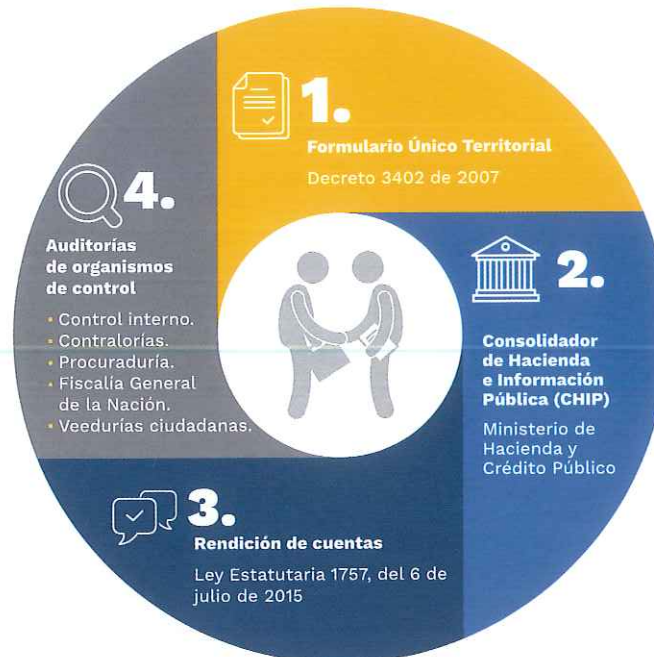 1.
Formulario Único Territorial
Decreto 3402 de 2007
2.
Consolidador
de Hacienda
e Información
Pública (CHIP)
Ministerio de
Hacienda y
Crédito Público
3.
Rendición de cuentas
Ley Estatutaria 1757, del 6 de
julio de 2015
4.
Auditorías
de organismos
de control
• Control interno.
• Contralorías.
• Procuraduría.
• Fiscalía General
de la Nación.
• Veedurías ciudadanas.